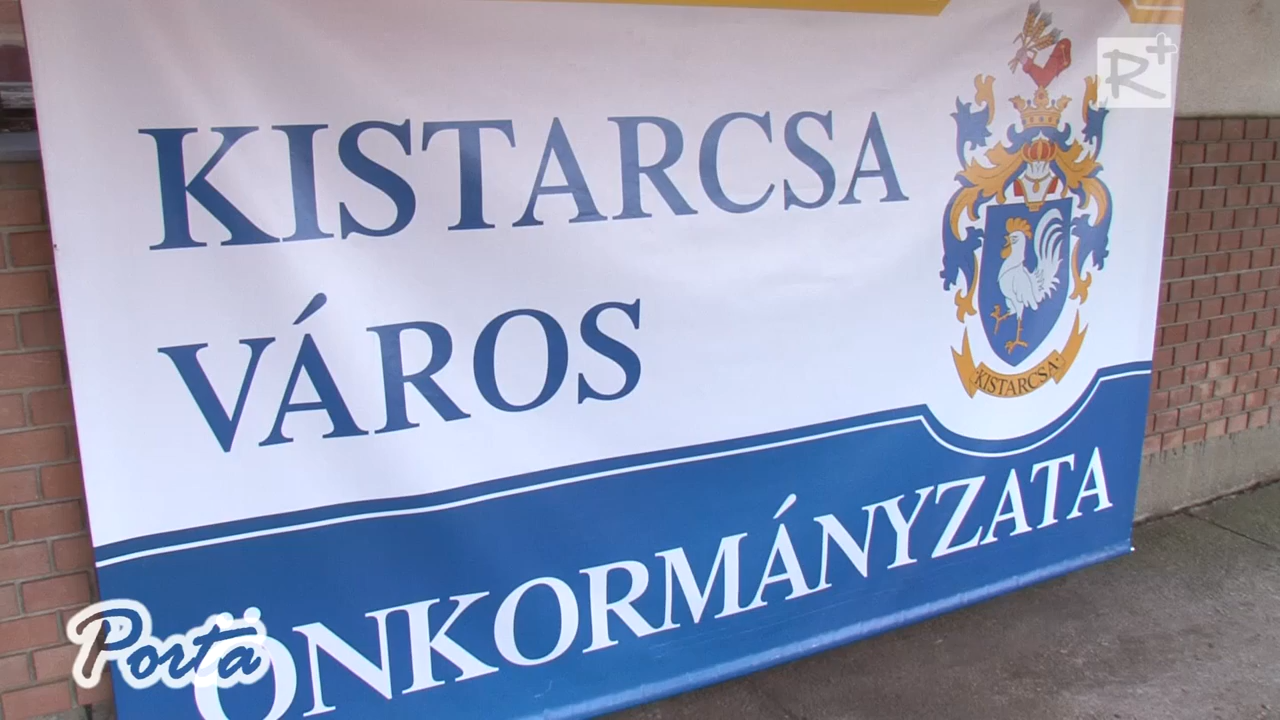 R+
KISTARCSA
VÁROS
KISTARCSA
ÖNKORMÁNYZATA
Porta